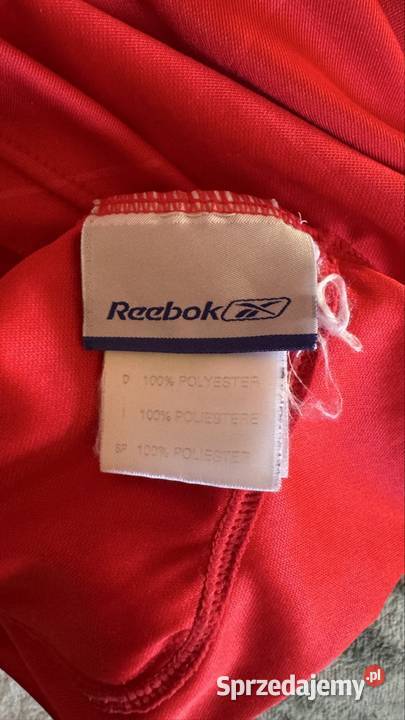 Reebok
D 100% POLYESTER
I 100% POLIESTERE
SP 100% POLIESTER
Sprzedajemy.pl